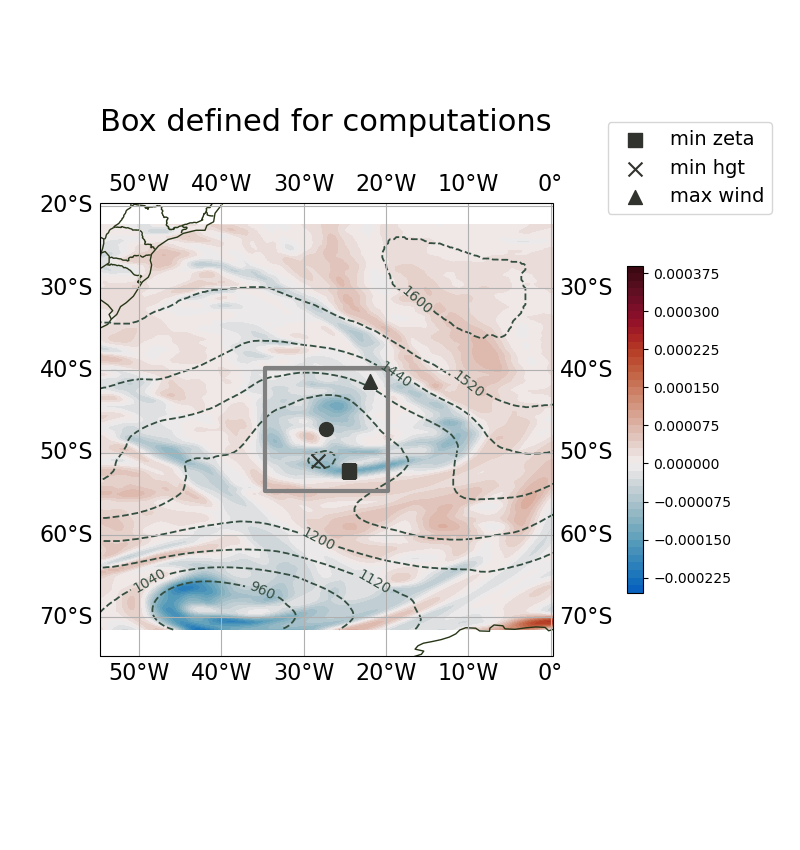 Box defined for computations
min zeta
min hgt
max wind
50°W 40°W 30°W 20°W 10°W 0°
20°S
30°S 30°S
40°S 40°S
50°S 50°S
60°S 60°S
70°S 70°S
50°W 40°W 30°W 20°W 10°W 0°
1600
1440
1520
1200
1040
960
1120
0.000375
0.000300
0.000225
0.000150
0.000075
0.000000
−0.000075
−0.000150
−0.000225